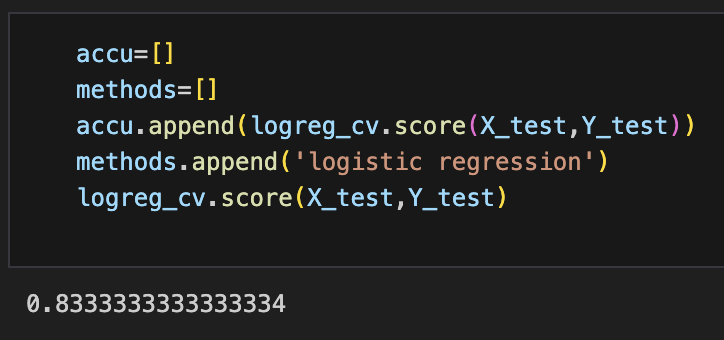 accu=[]
methods=[]
accu.append(logreg_cv.score(X_test,Y_test))
methods.append('logistic regression')
logreg_cv.score(X_test,Y_test)
0.8333333333333334